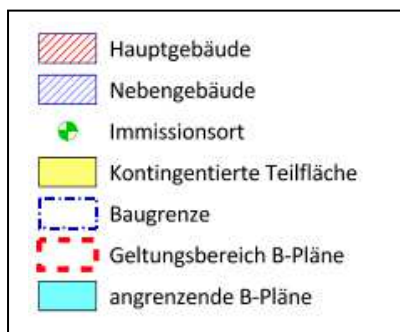 Hauptgebäude
Nebengebäude
Immissionsort
Kontingentierte Teilfläche
Baugrenze
Geltungsbereich B-Pläne
angrenzende B-Pläne